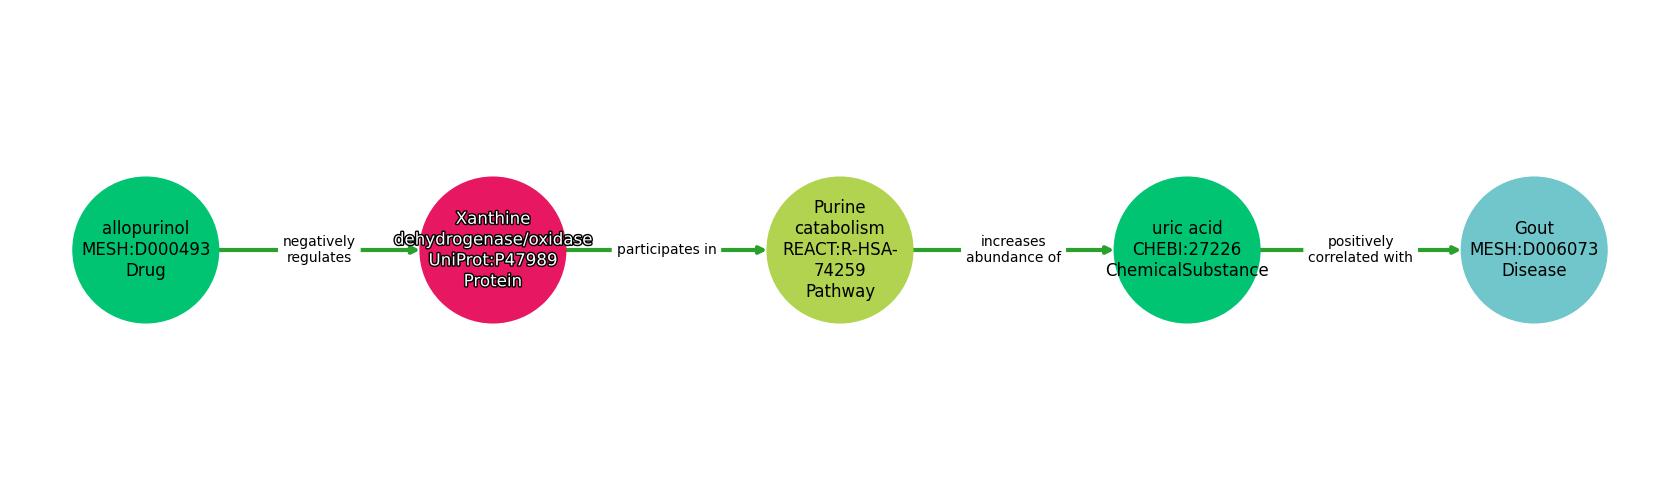 allopurinol
MESH:D000493
Drug
negatively
regulates
Xanthine
dehydrogenase/oxidase
UniProt:P47989
Protein
participates in
Purine
catabolism
REACT:R-HSA-
74259
Pathway
increases
abundance of
uric acid
CHEBI:27226
ChemicalSubstance
positively
correlated with
Gout
MESH:D006073
Disease